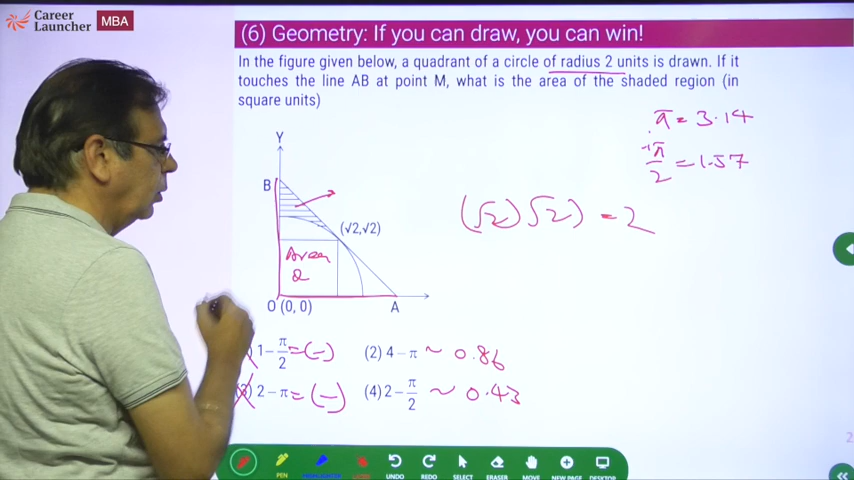 Career
Launcher MBA
(6) Geometry: If you can draw, you can win!
In the figure given below, a quadrant of a circle of radius 2 units is drawn. If it
touches the line AB at point M, what is the area of the shaded region (in
square units)
π = 3.14
π/2 = 1.57
Y
B
(√2)(√2) = 2
(√2,√2)
Area
2
O (0, 0)
A
1 − π/2 = (−)
(2) 4 − π ~ 0.86
(3) 2 − π = (−)
(4) 2 − π/2 ~ 0.43
2
PEN
HIGHLIGHTER
UNDO
REDO
SELECT
ERASER
MOVE
NEW PAGE
DESKTOP